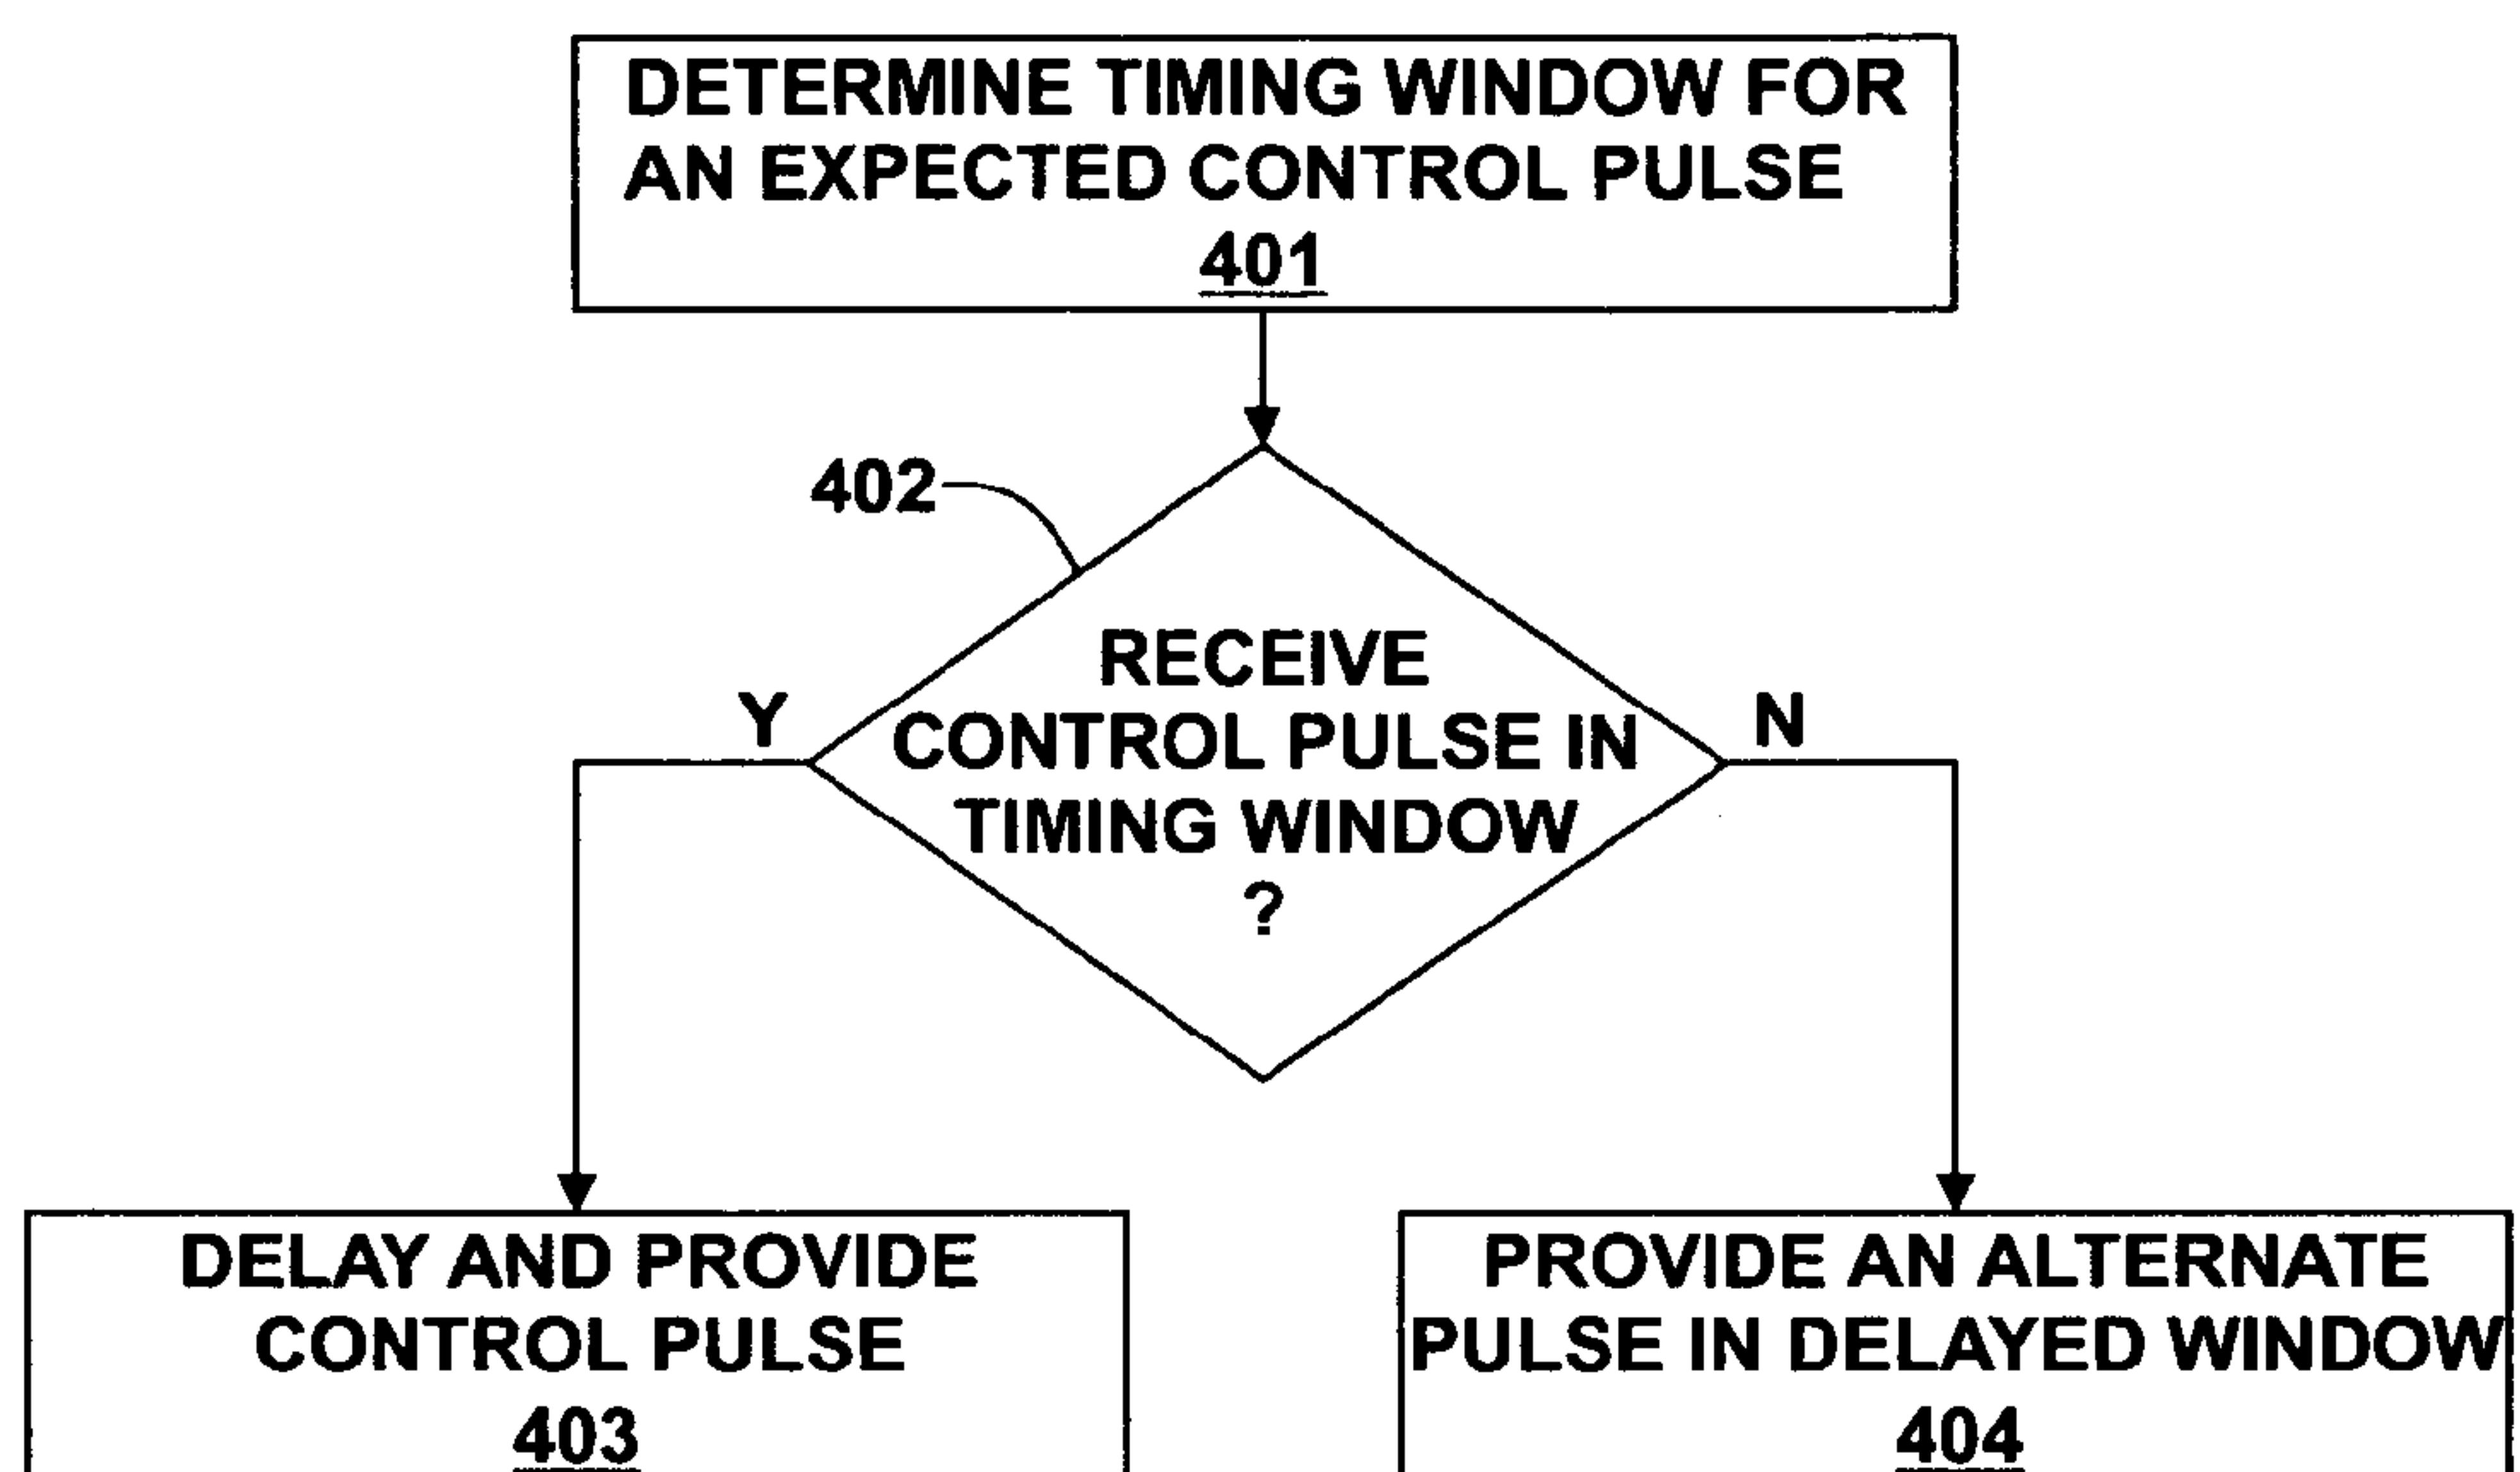 DETERMINE TIMING WINDOW FOR
AN EXPECTED CONTROL PULSE
401
402
RECEIVE
CONTROL PULSE IN
TIMING WINDOW
?
Y
N
DELAY AND PROVIDE
CONTROL PULSE
403
PROVIDE AN ALTERNATE
PULSE IN DELAYED WINDOW
404